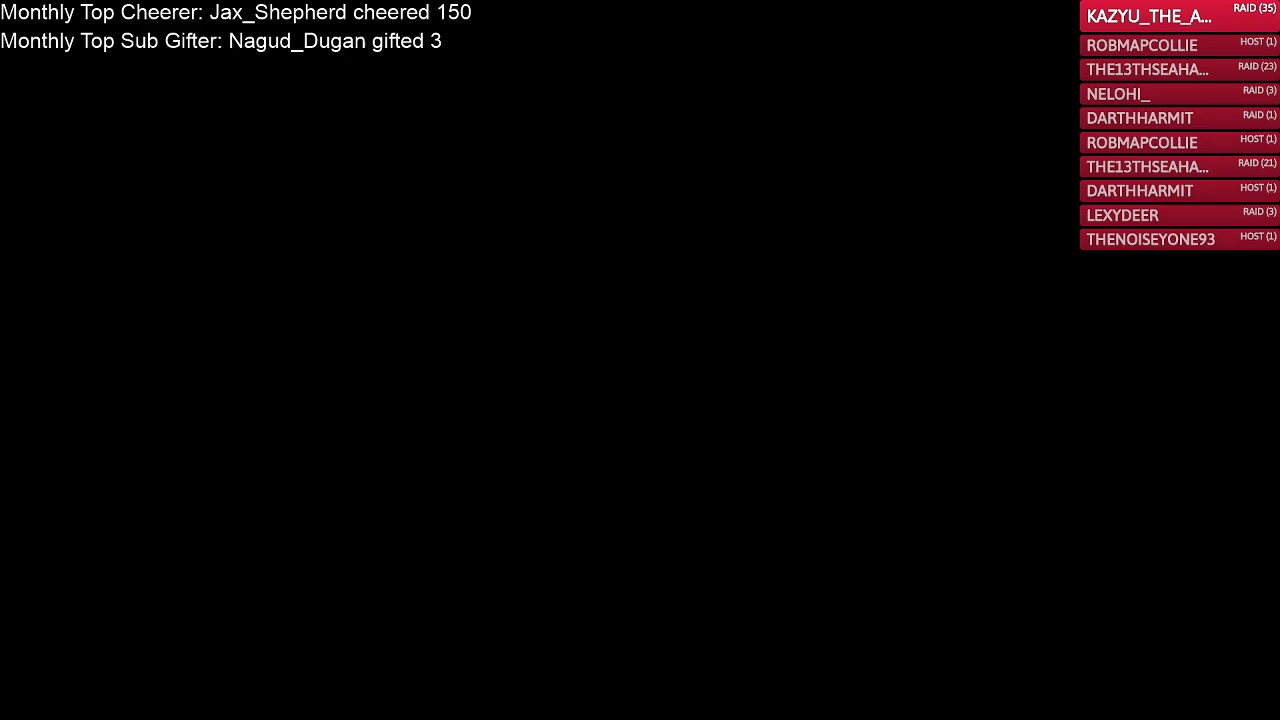 Monthly Top Cheerer: Jax_Shepherd cheered 150
Monthly Top Sub Gifter: Nagud_Dugan gifted 3
KAZYU_THE_A... RAID (35)
ROBMAPCOLLIE HOST (1)
THE13THSEAHA... RAID (23)
NELOHI_ RAID (3)
DARTHHARMIT RAID (1)
ROBMAPCOLLIE HOST (1)
THE13THSEAHA... RAID (21)
DARTHHARMIT HOST (1)
LEXYDEER RAID (3)
THENOISEYONE93 HOST (1)